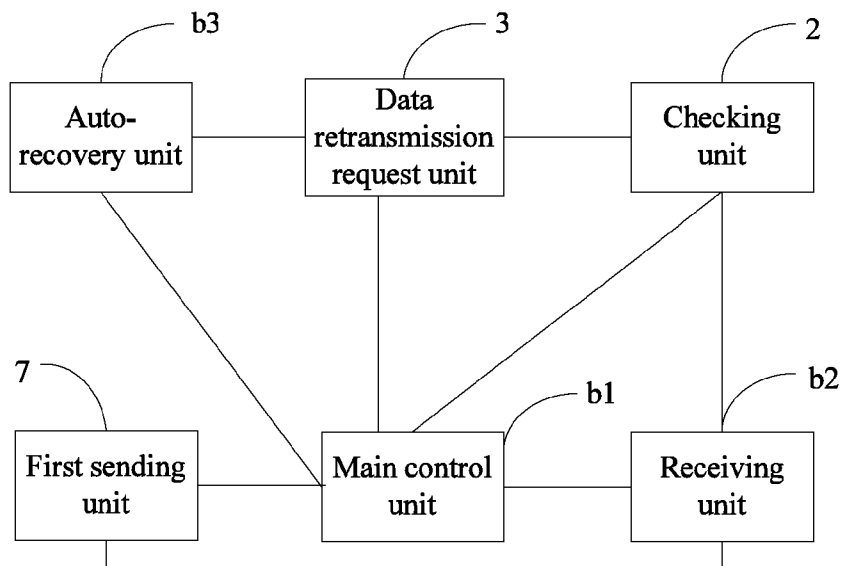 b3
3
2
Auto-
recovery unit
Data
retransmission
request unit
Checking
unit
7
b1
b2
First sending
unit
Main control
unit
Receiving
unit